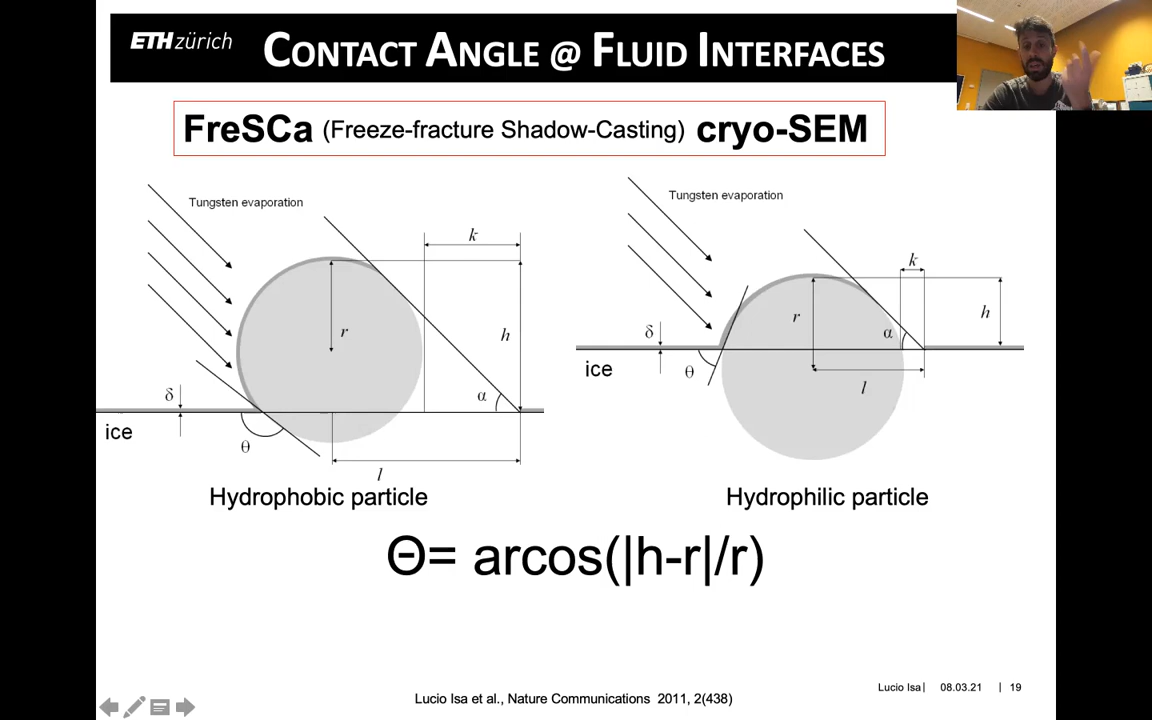 ETH zürich
CONTACT ANGLE @ FLUID INTERFACES
FreSCa (Freeze-fracture Shadow-Casting) cryo-SEM
Tungsten evaporation
k
r
h
δ
α
ice
θ
l
Hydrophobic particle
Tungsten evaporation
k
r
h
δ
α
ice
θ
l
Hydrophilic particle
Θ= arcos(|h-r|/r)
Lucio Isa et al., Nature Communications 2011, 2(438)
Lucio Isa | 08.03.21 | 19